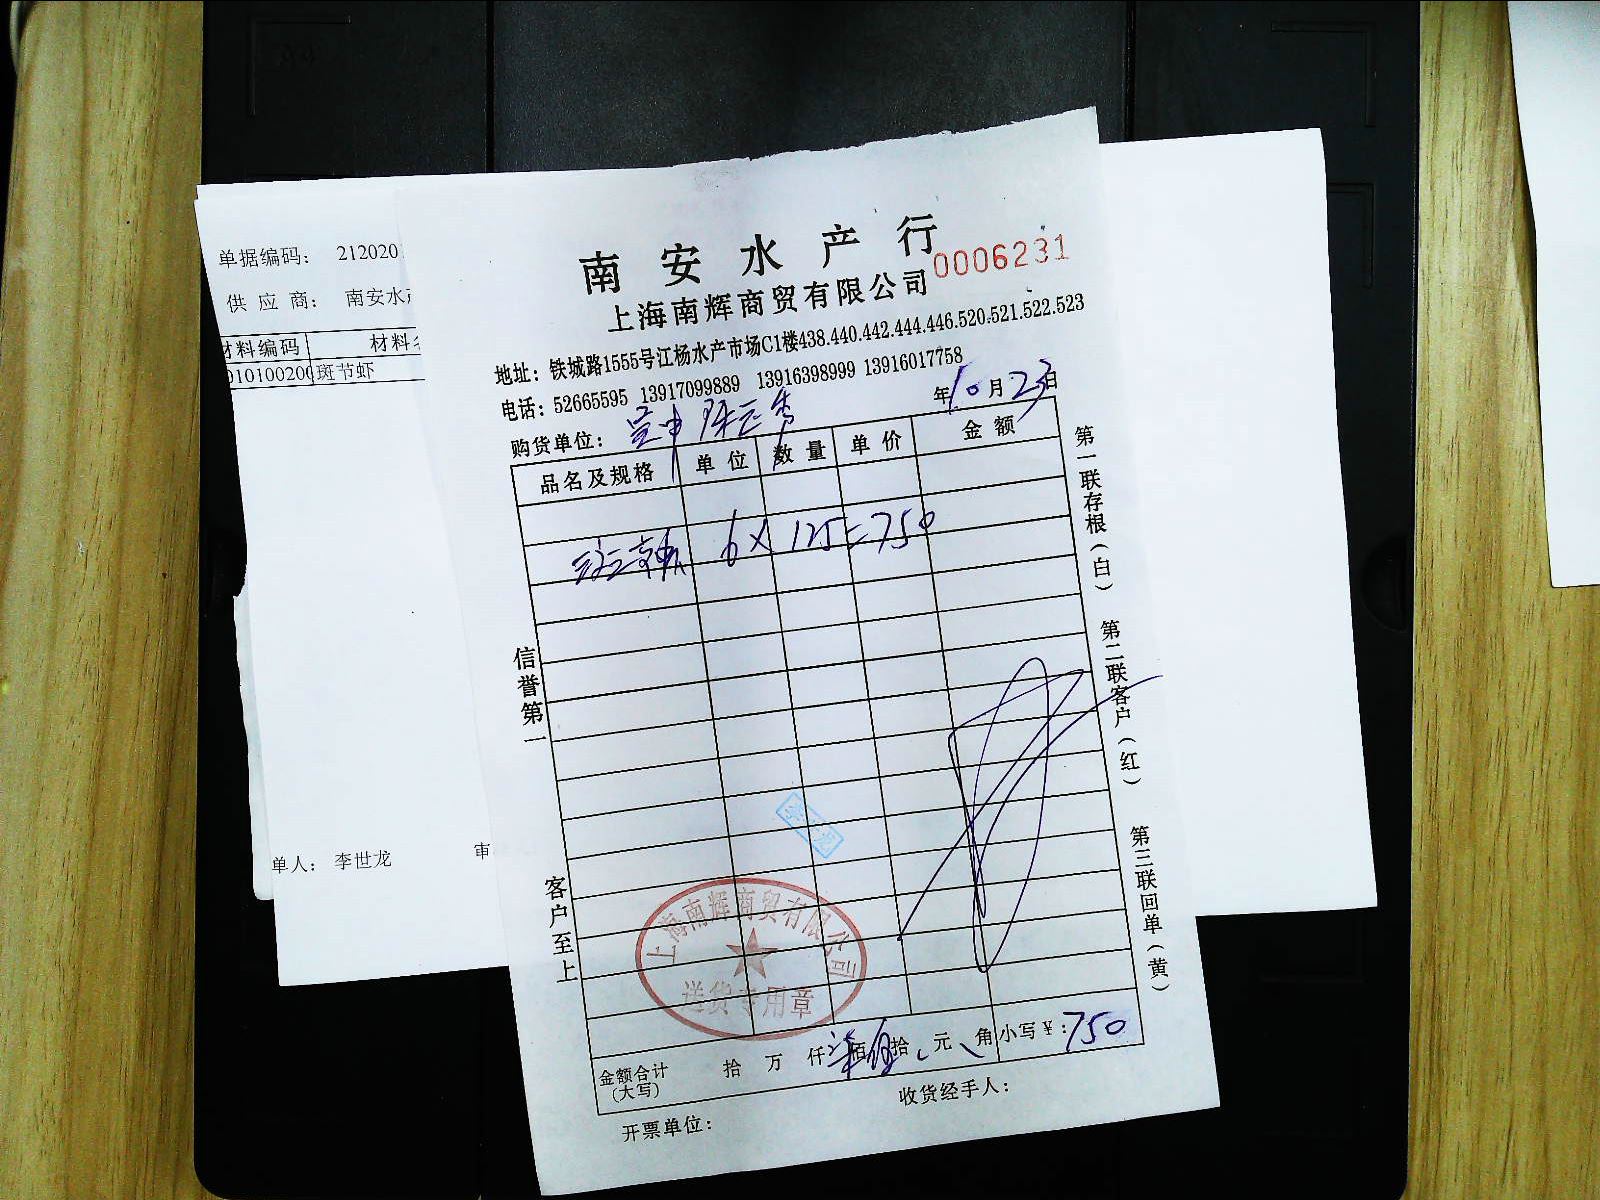 单据编码： 212020
供 应 商： 南安水
材料编码 材料
010100200 斑节虾
单人： 李世龙 审
南安水产行
上海南辉商贸有限公司 0006231
地址：铁城路1555号江杨水产市场C1楼438.440.442.444.446.520.521.522.523
电话：52665595 13917099889 13916398999 13916017758
年10月23日
购货单位：
品名及规格 单位 数量 单价 金额
6×125=750
信誉第一
客户至上
第一联存根（白）
第二联客户（红）
第三联回单（黄）
李世龙
上海南辉商贸有限公司
送货专用章
金额合计（大写） 拾 万 仟 佰 拾 元 角 小写￥：750
开票单位： 收货经手人：